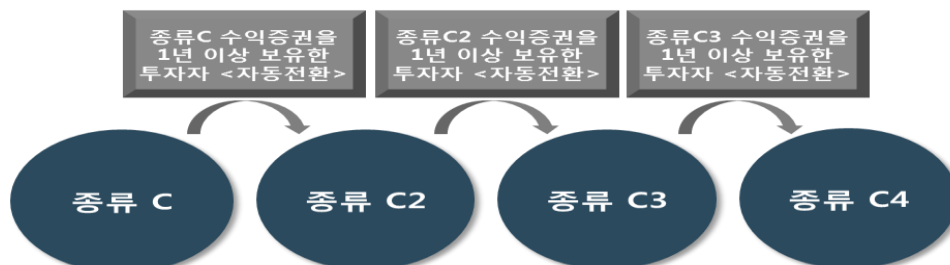 종류C 수익증권을
1년 이상 보유한
투자자 <자동전환>
종류C2 수익증권을
1년 이상 보유한
투자자 <자동전환>
종류C3 수익증권을
1년 이상 보유한
투자자 <자동전환>
종류 C
종류 C2
종류 C3
종류 C4